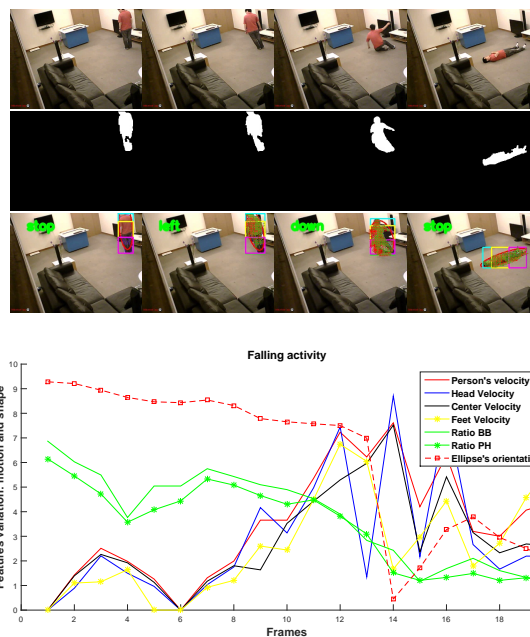 stop
left
down
stop
Falling activity
Features variation: motion and shape
10
9
8
7
6
5
4
3
2
1
0
Person's velocity
Head Velocity
Center Velocity
Feet Velocity
Ratio BB
Ratio PH
Ellipse's orientati
0 2 4 6 8 10 12 14 16 18
Frames